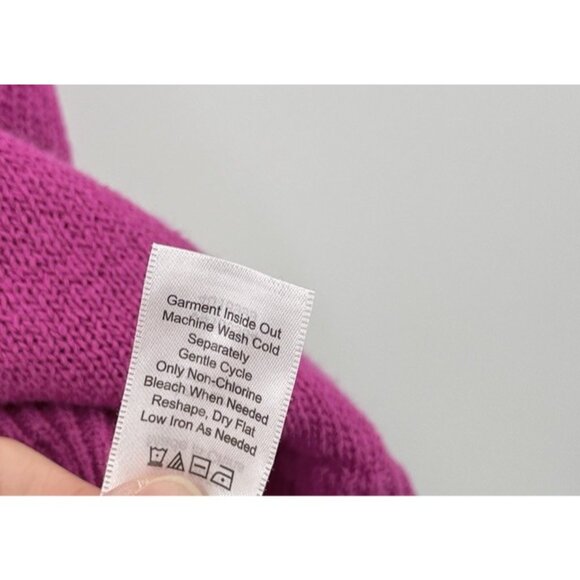 Garment Inside Out
Machine Wash Cold
Separately
Gentle Cycle
Only Non-Chlorine
Bleach When Needed
Reshape, Dry Flat
Low Iron As Needed